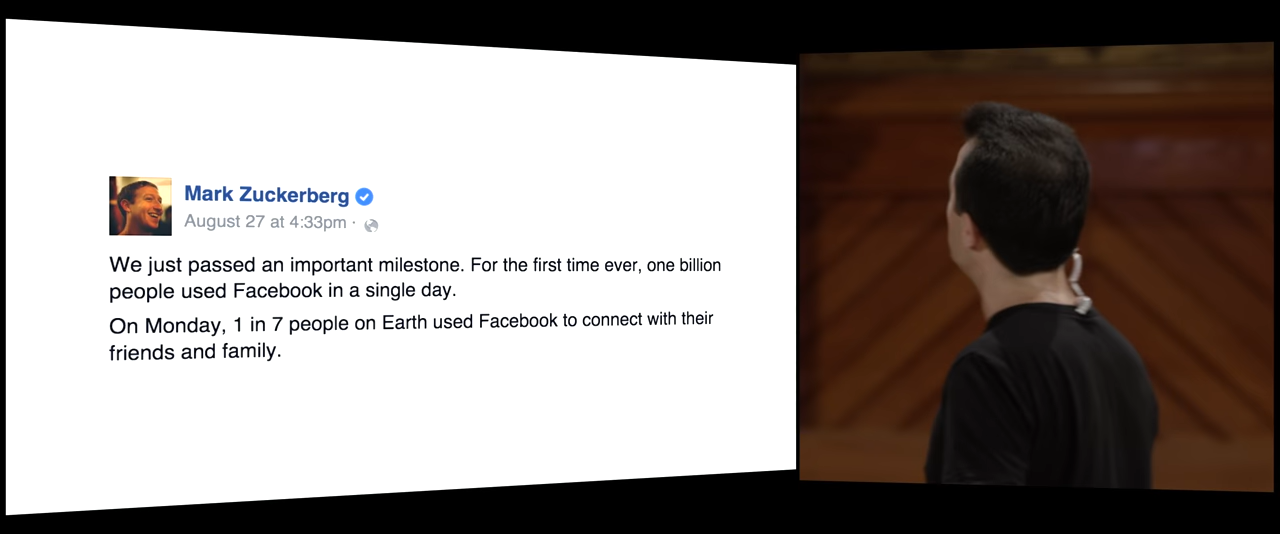 Mark Zuckerberg
August 27 at 4:33pm ·
We just passed an important milestone. For the first time ever, one billion
people used Facebook in a single day.
On Monday, 1 in 7 people on Earth used Facebook to connect with their
friends and family.